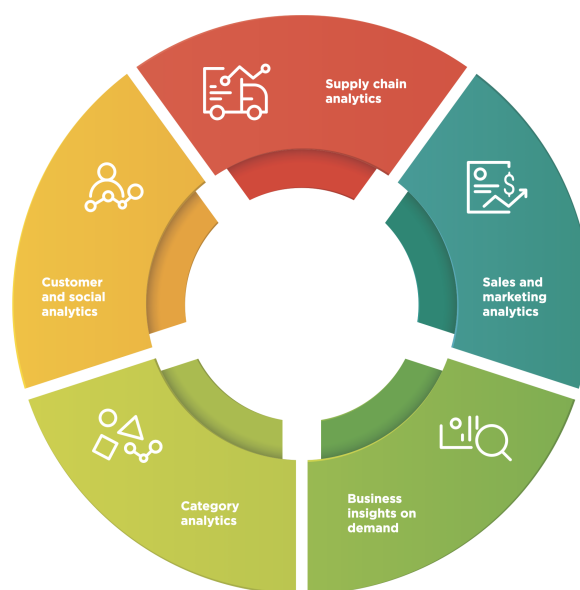 Supply chain
analytics
Sales and
marketing
analytics
Business
insights on
demand
Category
analytics
Customer
and social
analytics
$